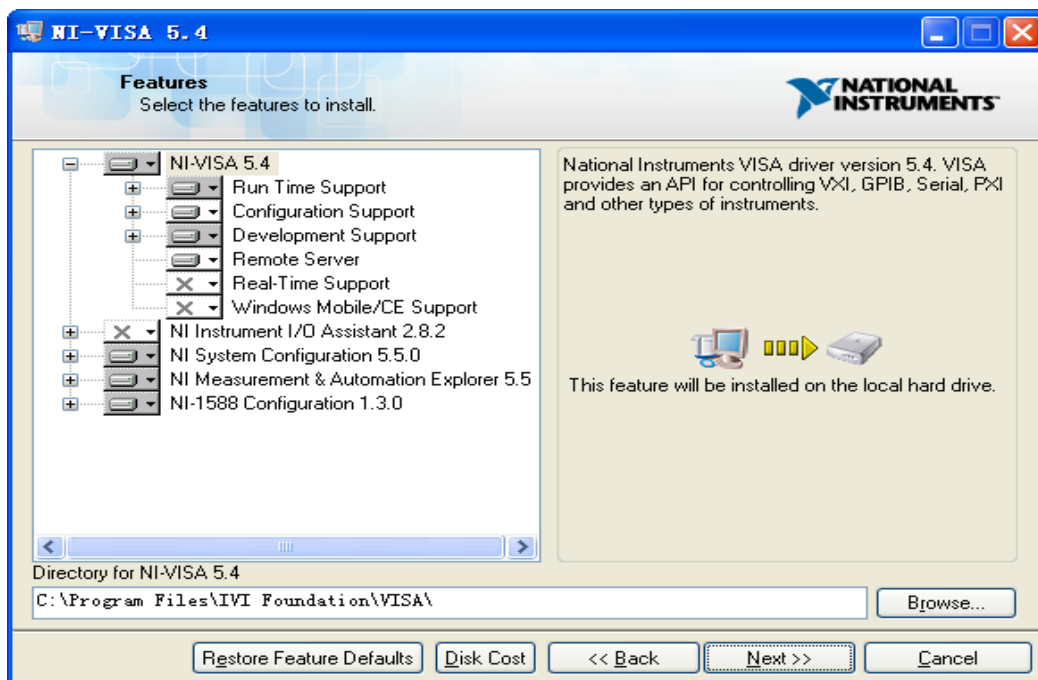 NI-VISA 5.4
Features
Select the features to install.
NATIONAL
INSTRUMENTS
NI-VISA 5.4
Run Time Support
Configuration Support
Development Support
Remote Server
Real-Time Support
Windows Mobile/CE Support
NI Instrument I/O Assistant 2.8.2
NI System Configuration 5.5.0
NI Measurement & Automation Explorer 5.5
NI-1588 Configuration 1.3.0
National Instruments VISA driver version 5.4. VISA
provides an API for controlling VXI, GPIB, Serial, PXI
and other types of instruments.
This feature will be installed on the local hard drive.
Directory for NI-VISA 5.4
C:\Program Files\IVI Foundation\VISA\
Browse...
Restore Feature Defaults
Disk Cost
<< Back
Next >>
Cancel